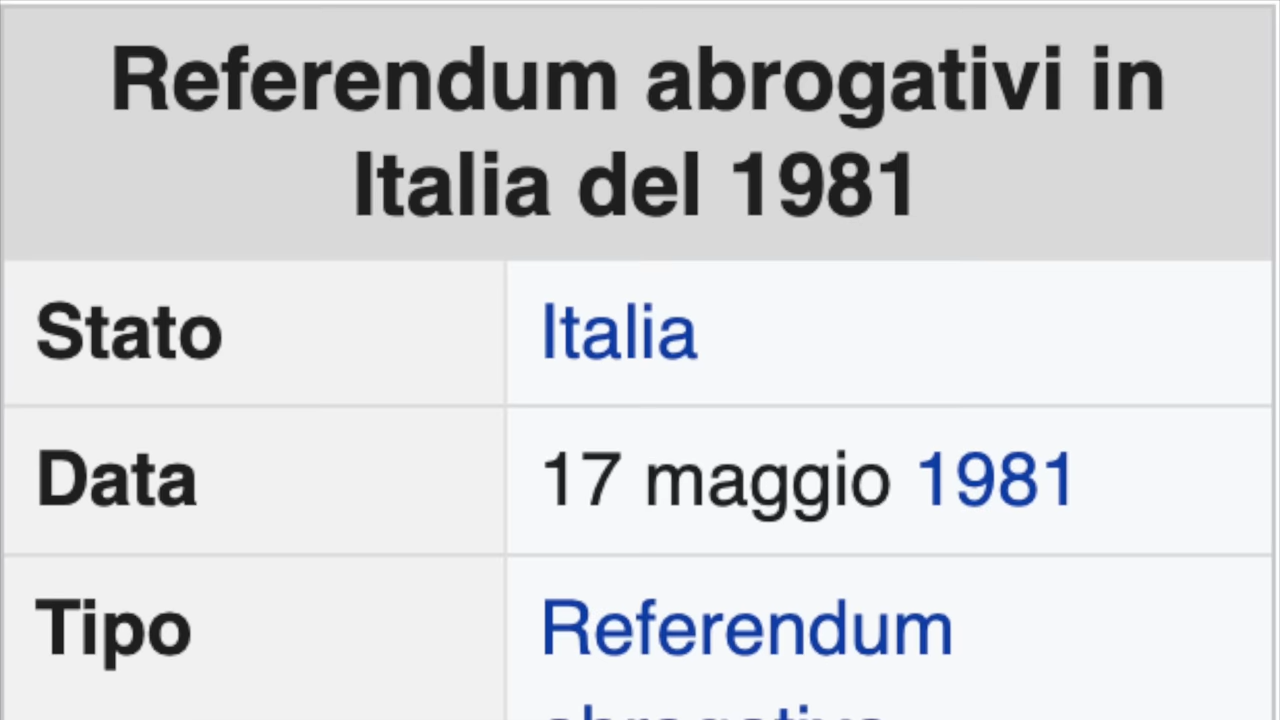 Referendum abrogativi in
Italia del 1981
Stato Italia
Data 17 maggio 1981
Tipo Referendum